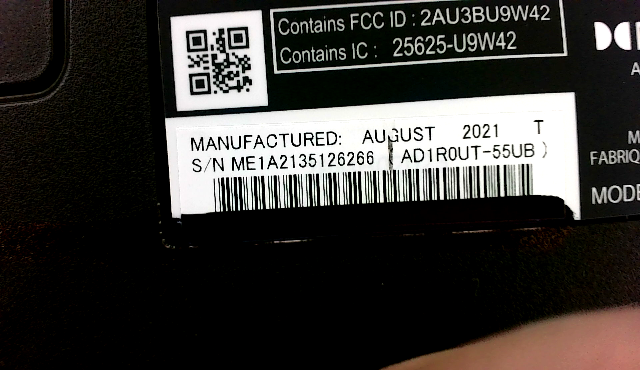 Contains FCC ID : 2AU3BU9W42
Contains IC : 25625-U9W42
MANUFACTURED: AUGUST 2021 T
S/N ME1A2135126266 ( AD1R0UT-55UB )